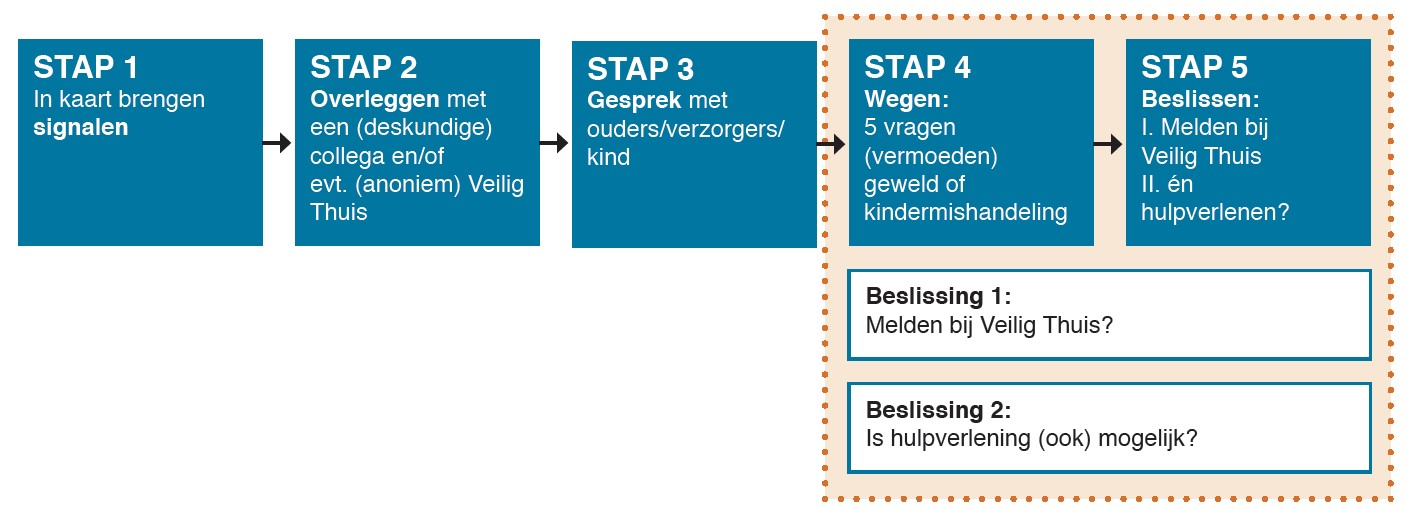 STAP 1
In kaart brengen
signalen
STAP 2
Overleggen met
een (deskundige)
collega en/of
evt. (anoniem) Veilig
Thuis
STAP 3
Gesprek met
ouders/verzorgers/
kind
STAP 4
Wegen:
5 vragen
(vermoeden)
geweld of
kindermishandeling
STAP 5
Beslissen:
I. Melden bij
Veilig Thuis
II. én
hulpverlenen?
Beslissing 1:
Melden bij Veilig Thuis?
Beslissing 2:
Is hulpverlening (ook) mogelijk?